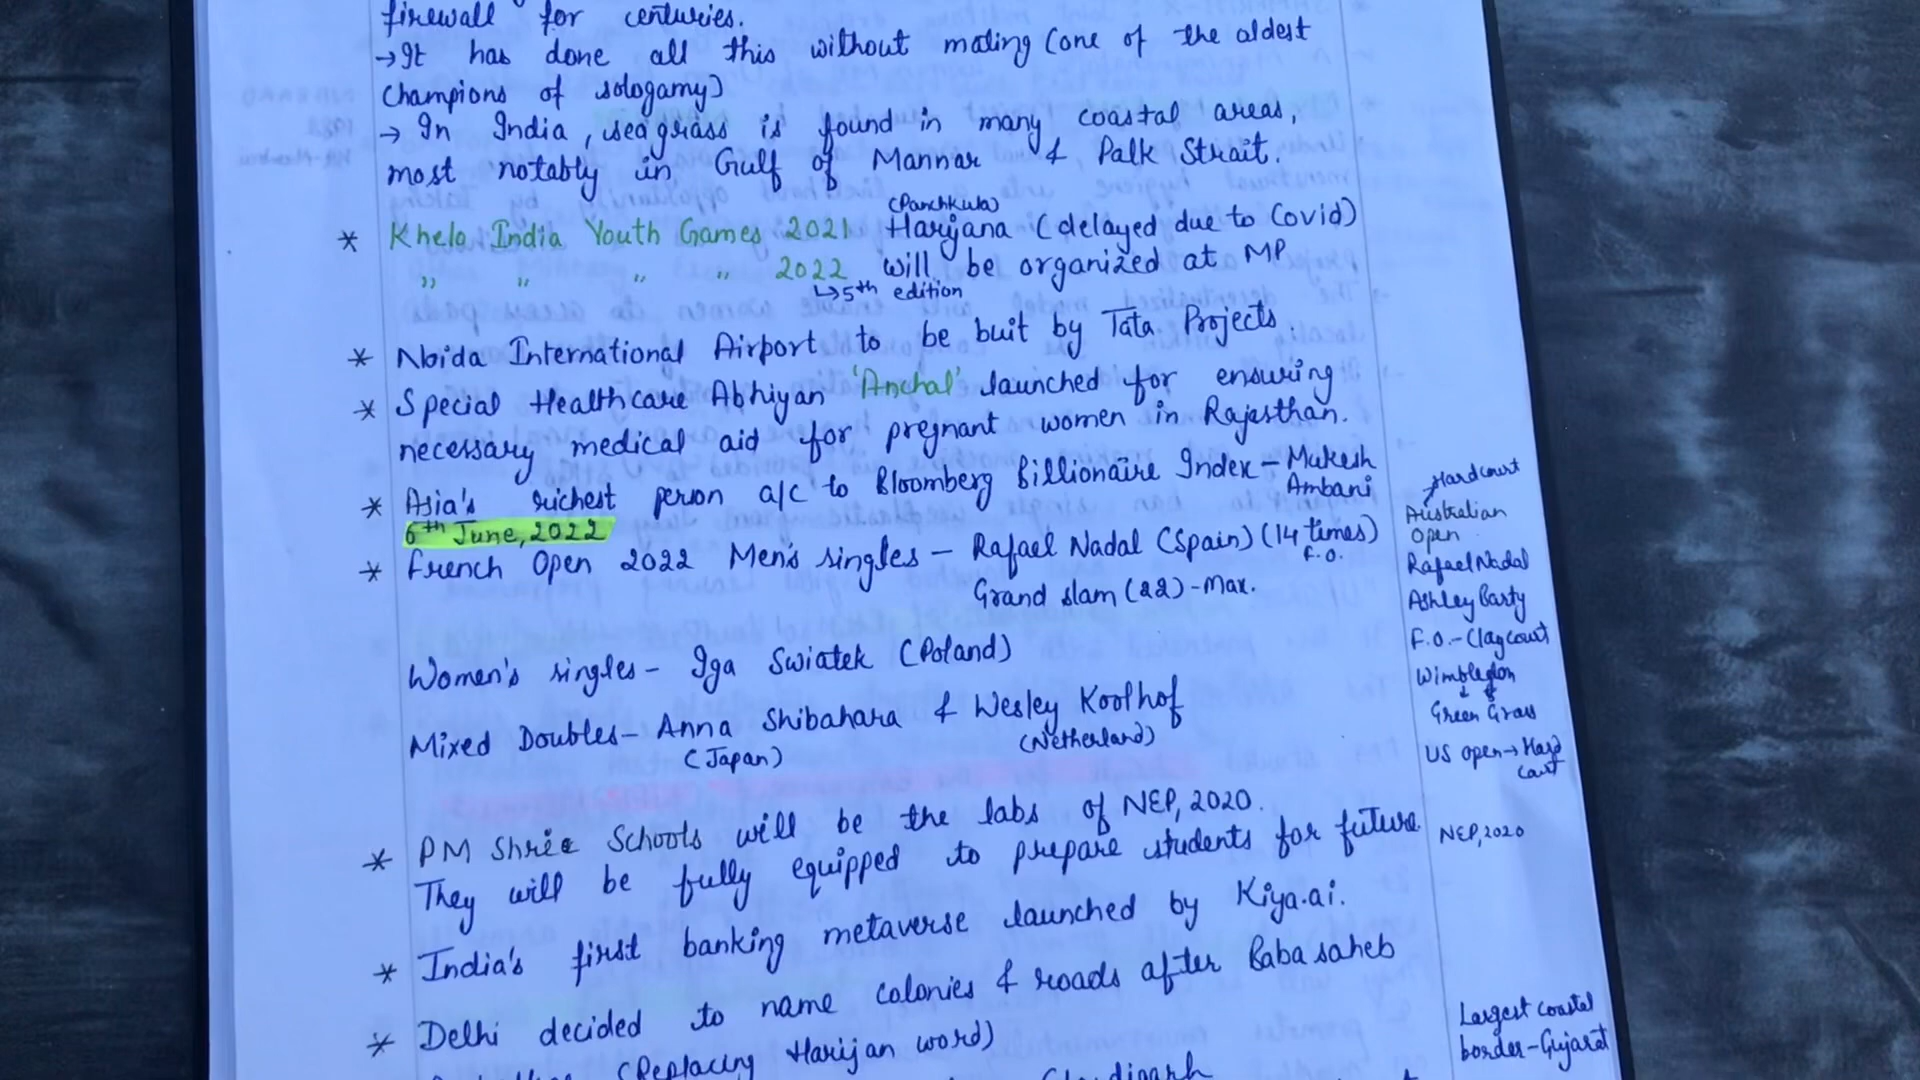 firewall for centuries.
→It has done all this without mating (one of the oldest
champions of sologamy)
→ In India, seagrass is found in many coastal areas,
most notably in Gulf of Mannar & Palk Strait.
(Panchkula)
* Khelo India Youth Games 2021 Haryana (delayed due to Covid)
" " " " 2022 will be organized at MP
↳5th edition
* Noida International Airport to be buit by Tata Projects.
* Special Healthcare Abhiyan 'Anchal' launched for ensuring
necessary medical aid for pregnant women in Rajasthan.
* Asia's richest person a/c to Bloomberg Billionaire Index - Mukesh
Ambani
6th June, 2022
* French Open 2022 Men's singles - Rafael Nadal (Spain) (14 times)
F.O.
Grand slam (22) - Max.
Women's singles - Iga Swiatek (Poland)
Mixed Doubles - Anna Shibahara & Wesley Koolhof
(Japan) (Netherland)
Hard court
Australian
Open
Rafael Nadal
Ashley Barty
F.O. - Clay court
Wimbledon
Green Grass
US Open → Hard
Court
* PM Shree Schools will be the labs of NEP, 2020.
They will be fully equipped to prepare students for future
NEP, 2020
* India's first banking metaverse launched by Kiya.ai.
* Delhi decided to name colonies & roads after Babasaheb
(Replacing Harijan word)
Largest coastal
border - Gujarat